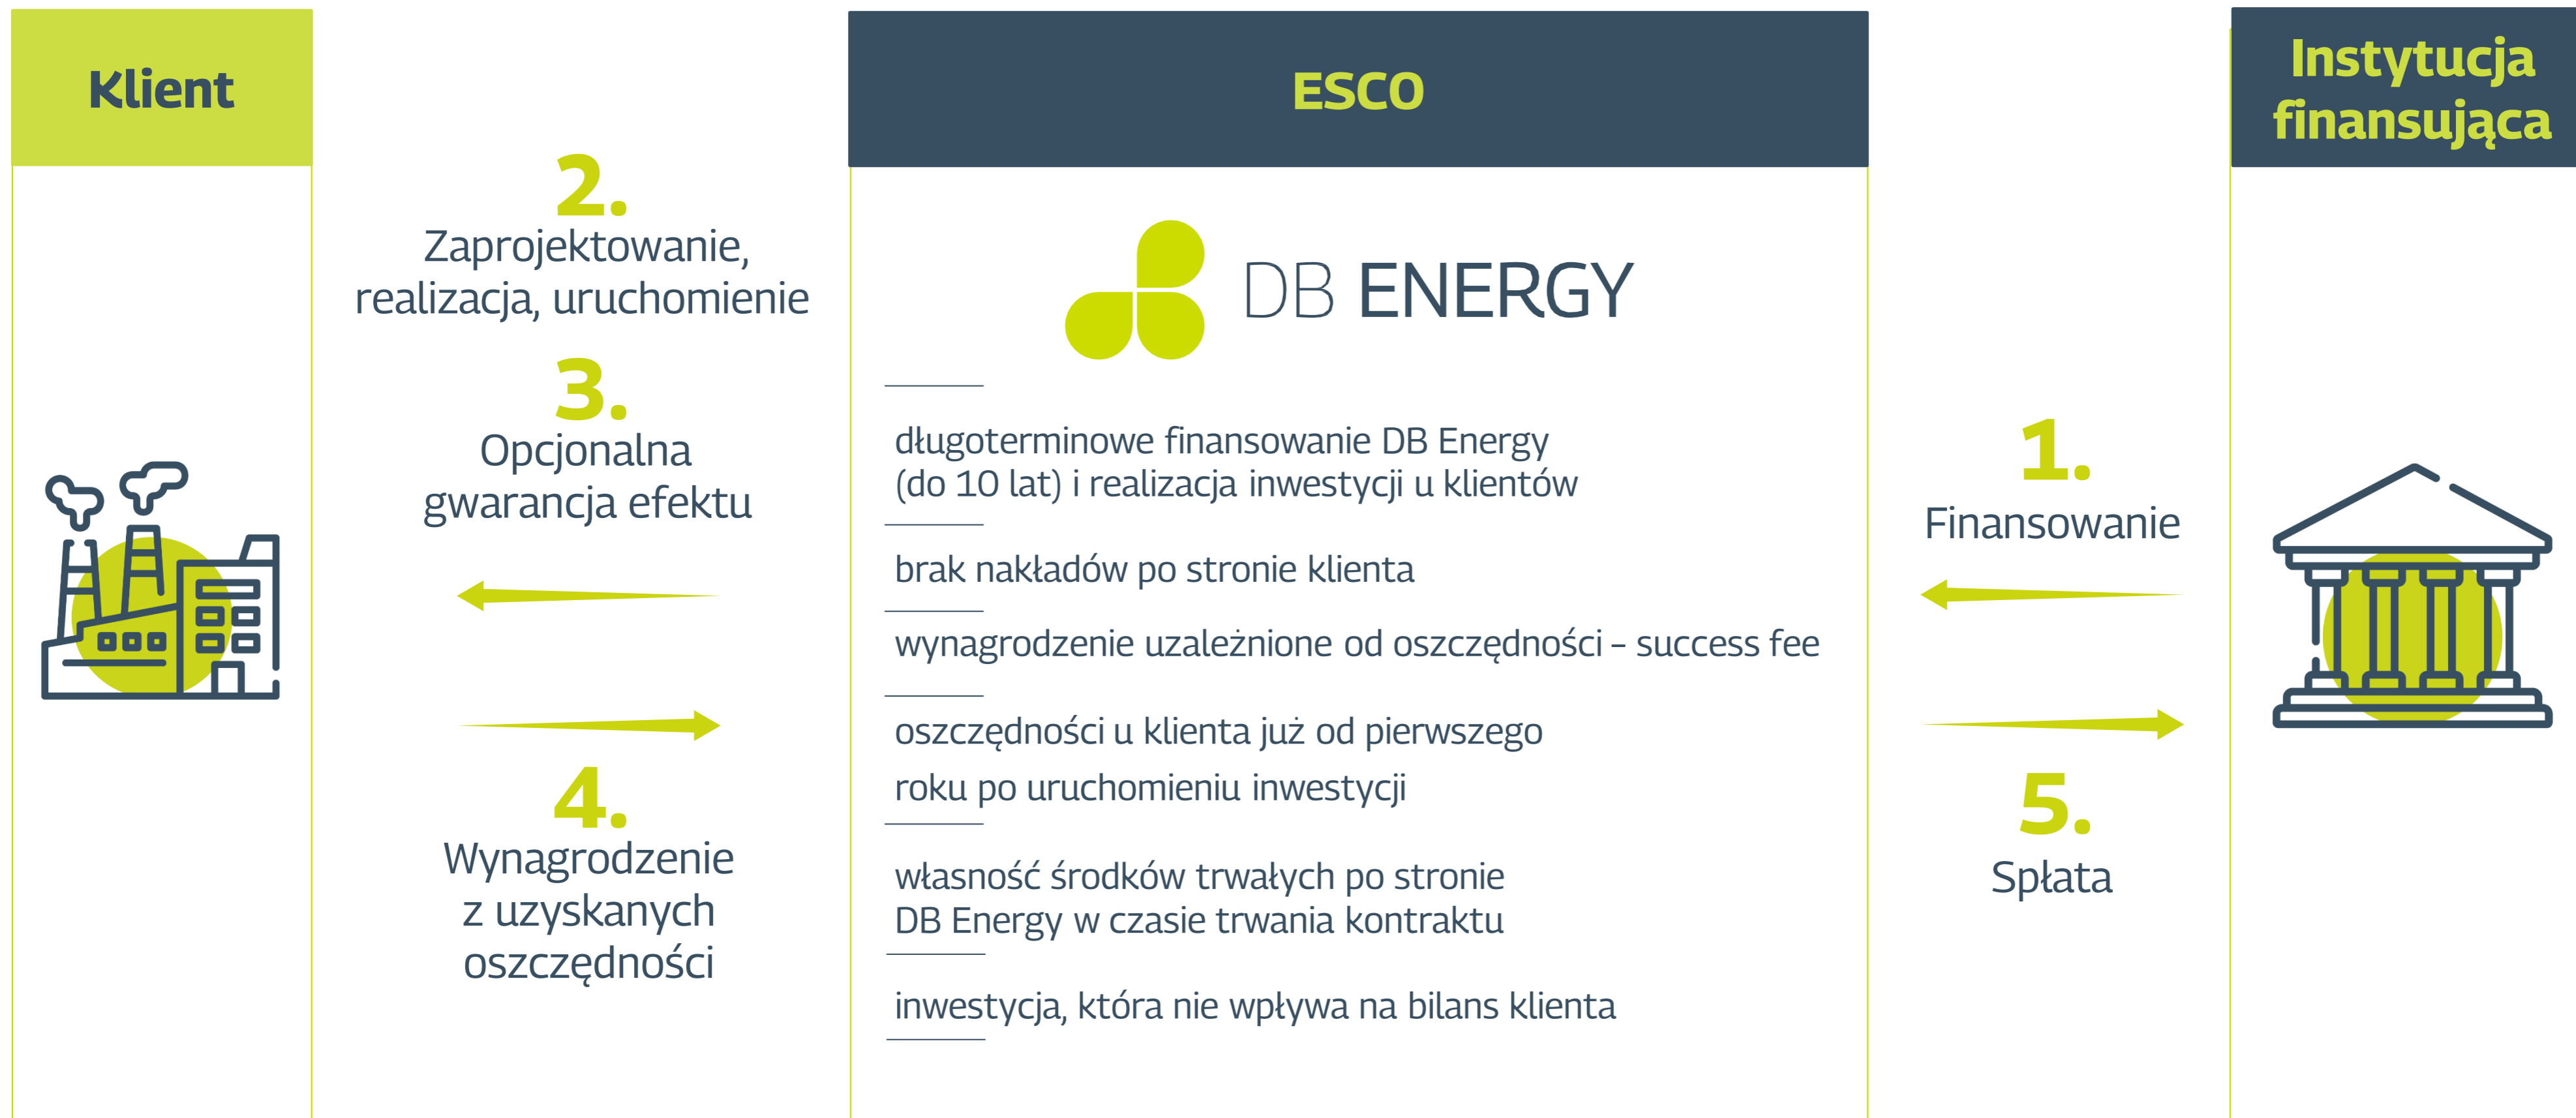 Klient
2.
Zaprojektowanie,
realizacja, uruchomienie
3.
Opcjonalna
gwarancja efektu
4.
Wynagrodzenie
z uzyskanych
oszczędności
ESCO
DB ENERGY
długoterminowe finansowanie DB Energy
(do 10 lat) i realizacja inwestycji u klientów
brak nakładów po stronie klienta
wynagrodzenie uzależnione od oszczędności – success fee
oszczędności u klienta już od pierwszego
roku po uruchomieniu inwestycji
własność środków trwałych po stronie
DB Energy w czasie trwania kontraktu
inwestycja, która nie wpływa na bilans klienta
1.
Finansowanie
5.
Spłata
Instytucja
finansująca